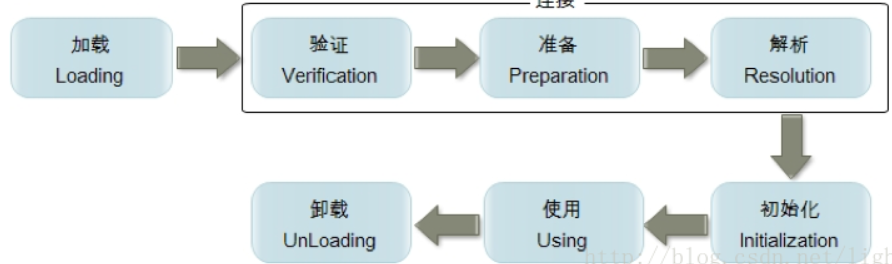 连接
加载
Loading
验证
Verification
准备
Preparation
解析
Resolution
卸载
UnLoading
使用
Using
初始化
Initialization
http://blog.csdn.net/ligh